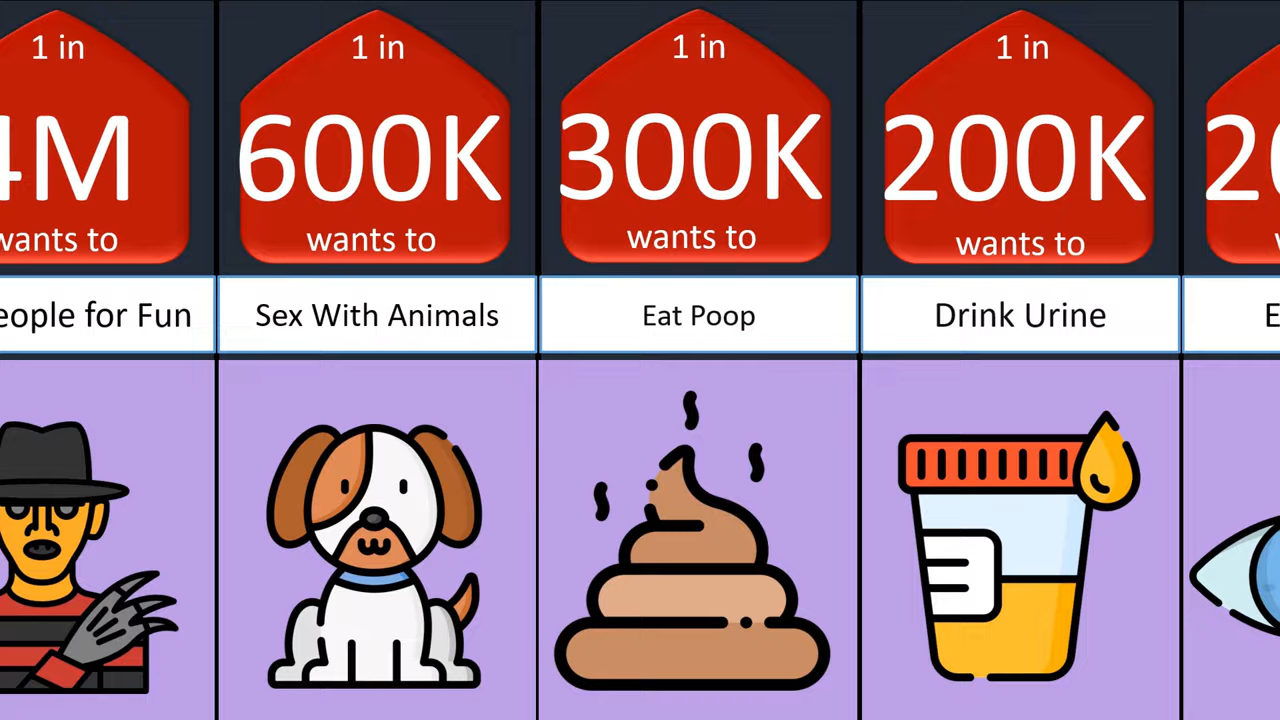 1 in
4M
wants to
eople for Fun
1 in
600K
wants to
Sex With Animals
1 in
300K
wants to
Eat Poop
1 in
200K
wants to
Drink Urine
20
E